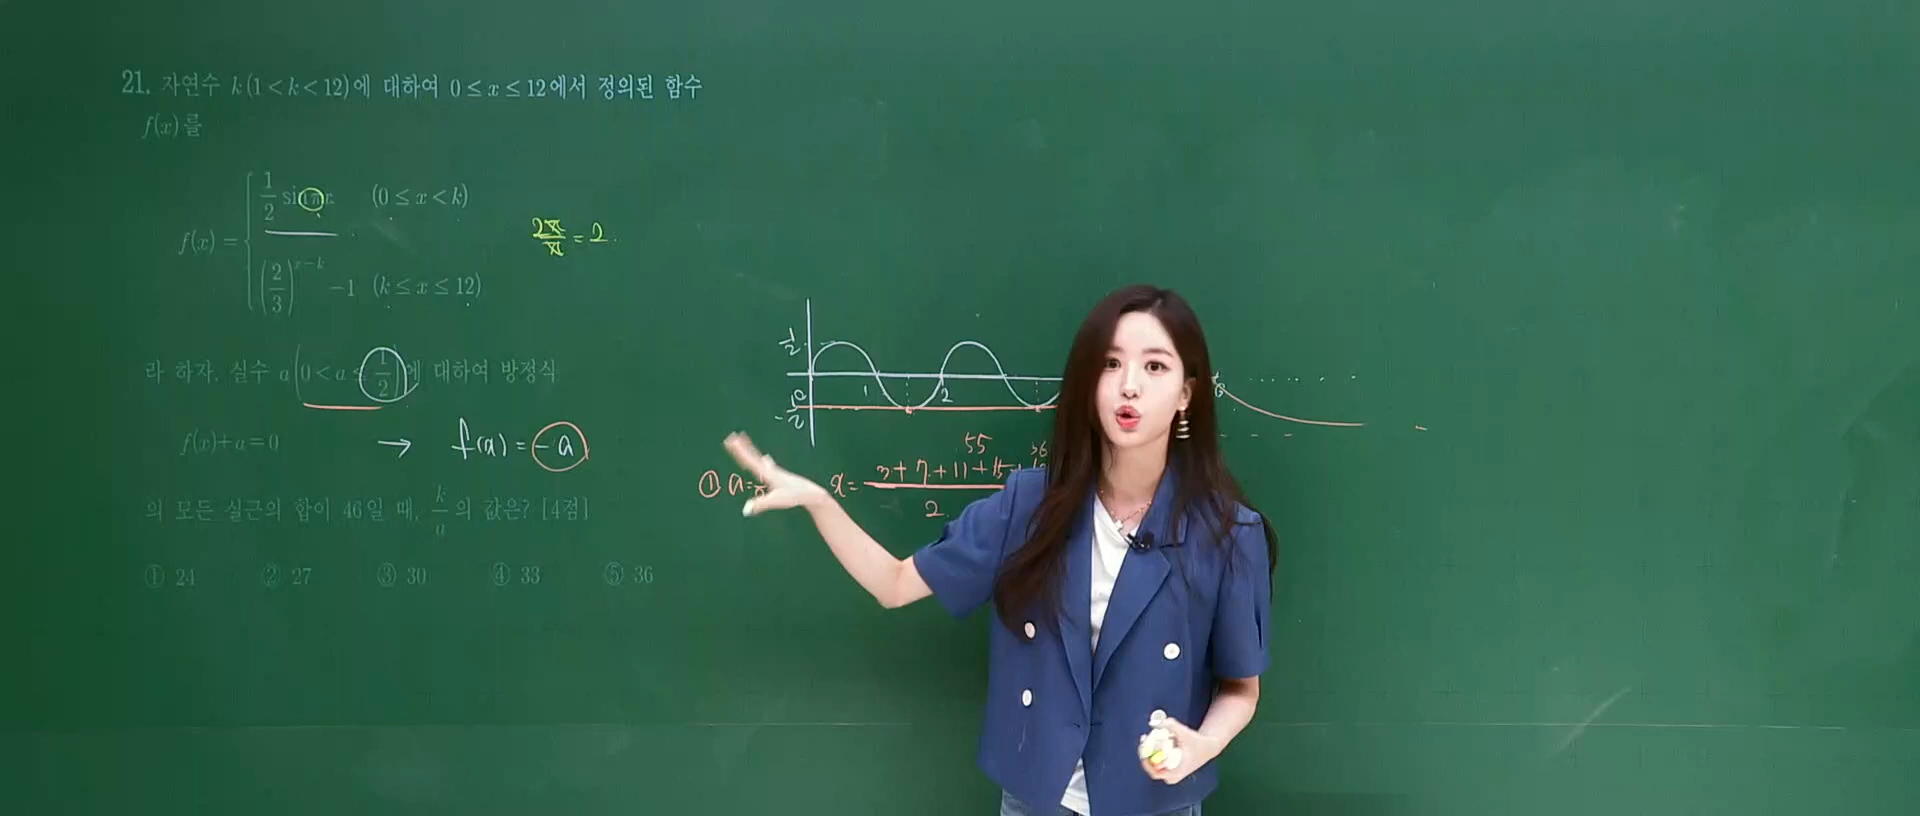 21. 자연수 k(1<k<12)에 대하여 0≤x≤12에서 정의된 함수
f(x)를
f(x)= { 1/2 sinπx (0≤x<k)
(2/3)^(x-k) -1 (k≤x≤12)
2π/π = 2.
라 하자. 실수 a(0<a≤1/2)에 대하여 방정식
f(x)+a=0 → f(x) = -a
의 모든 실근의 합이 46일 때, k/a의 값은? [4점]
① 24 ② 27 ③ 30 ④ 33 ⑤ 36
1/2
1 2
-1/2
55
① a= x= 3+7+11+15+
2